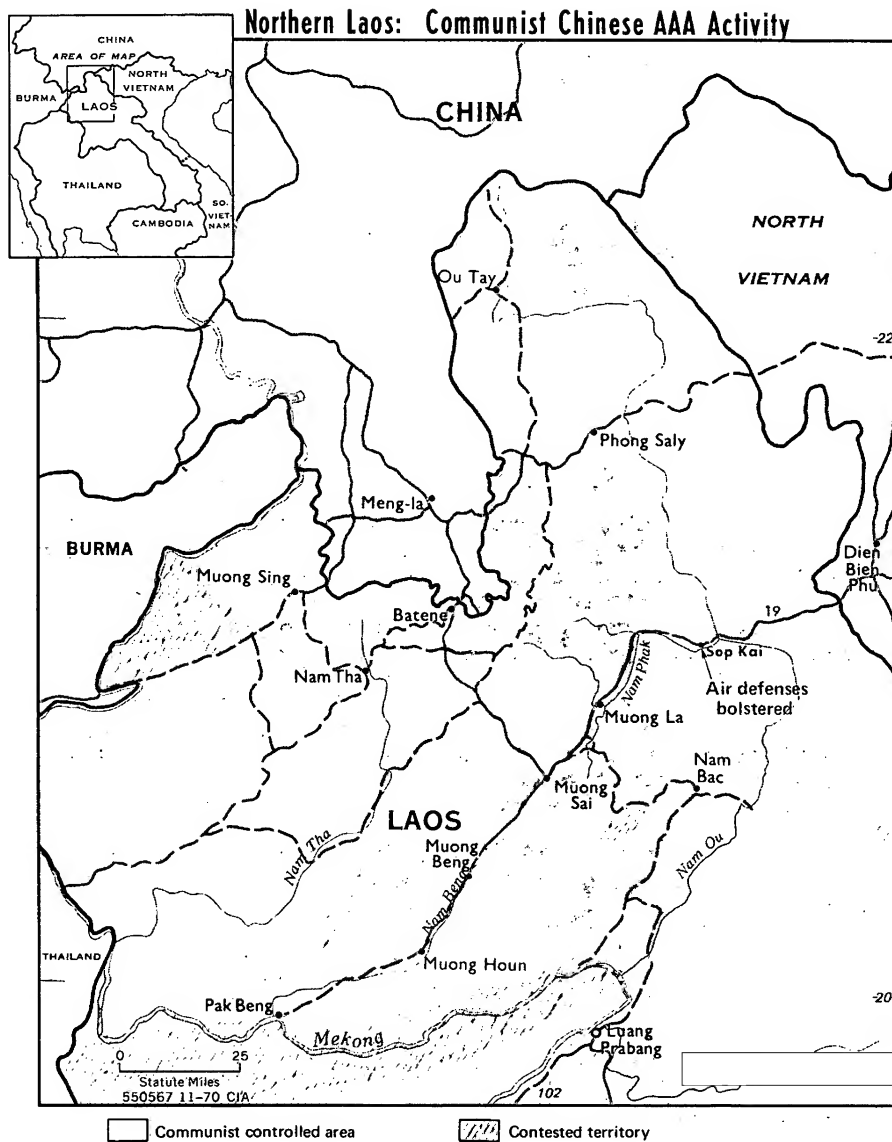 Northern Laos: Communist Chinese AAA Activity
CHINA
AREA OF MAP
NORTH
VIETNAM
BURMA
LAOS
THAILAND
SO.
VIET-
NAM
CAMBODIA
CHINA
NORTH
VIETNAM
Ou Tay
22
Phong Saly
Meng-la
BURMA
Dien
Bien
Phu
Muong Sing
Batene
19
Nam Tha
Nam Phak
Sop Kai
Air defenses
bolstered
Muong La
Nam
Bac
Muong
Sai
LAOS
Nam Tha
Muong
Beng
Nam Beng
Nam Ou
THAILAND
Muong Houn
Pak Beng
20
Mekong
Luang
Prabang
0 25
Statute Miles
550567 11-70 CIA
102
Communist controlled area
Contested territory